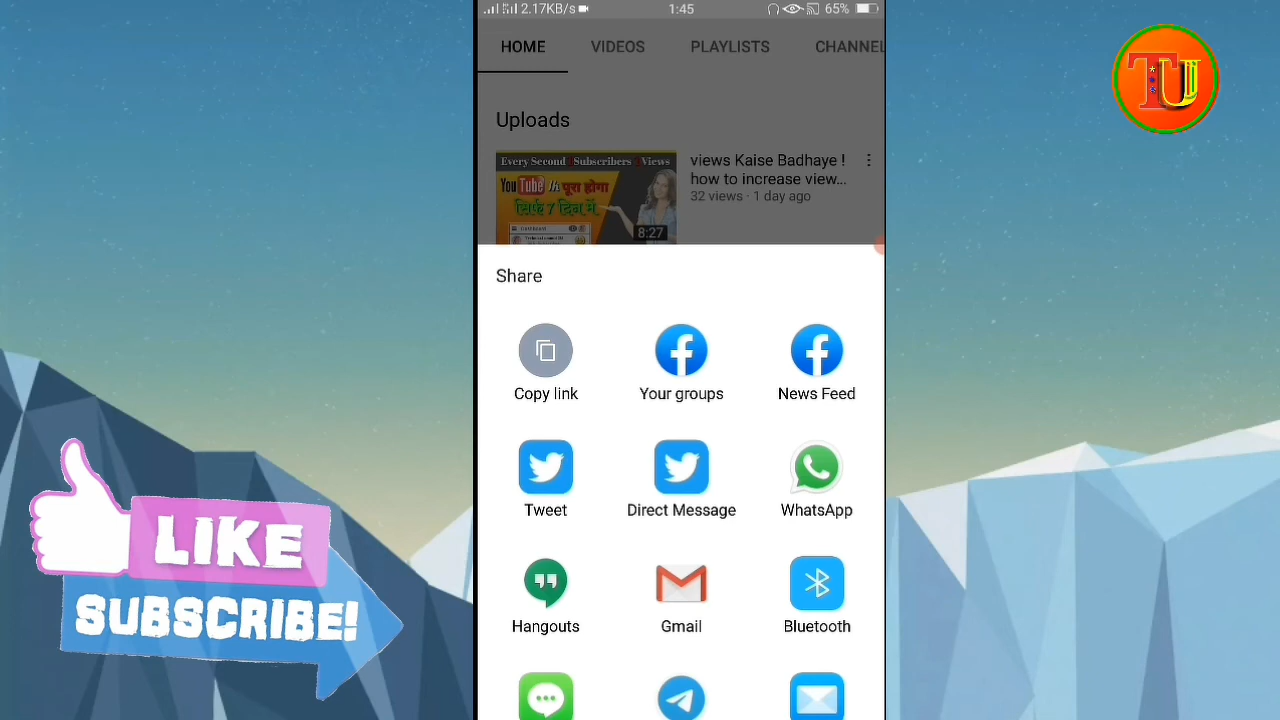 2.17KB/s
1:45
65%
HOME
VIDEOS
PLAYLISTS
CHANNEL
Uploads
Every Second Subscribers Views
YouTube पूरा होगा
सिर्फ 7 दिन में
8:27
views Kaise Badhaye !
how to increase view...
32 views · 1 day ago
Share
Copy link
Your groups
News Feed
Tweet
Direct Message
WhatsApp
Hangouts
Gmail
Bluetooth
LIKE
SUBSCRIBE!
TU